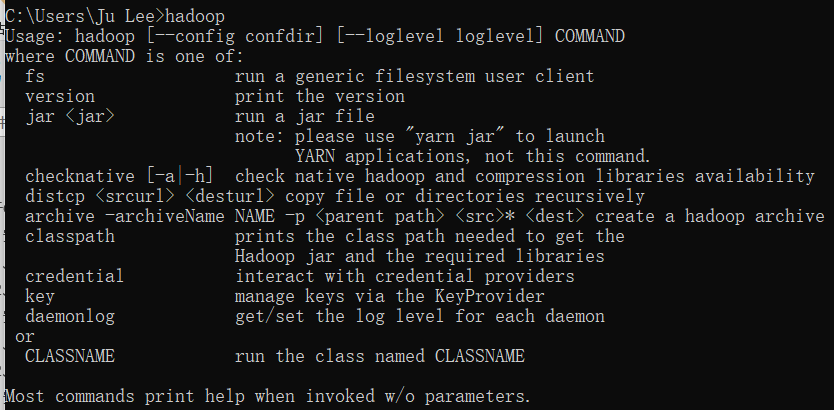 C:\Users\Ju Lee>hadoop
Usage: hadoop [--config confdir] [--loglevel loglevel] COMMAND
where COMMAND is one of:
  fs                   run a generic filesystem user client
  version              print the version
  jar <jar>            run a jar file
                       note: please use "yarn jar" to launch
                             YARN applications, not this command.
  checknative [-a|-h]  check native hadoop and compression libraries availability
  distcp <srcurl> <desturl> copy file or directories recursively
  archive -archiveName NAME -p <parent path> <src>* <dest> create a hadoop archive
  classpath            prints the class path needed to get the
                       Hadoop jar and the required libraries
  credential           interact with credential providers
  key                  manage keys via the KeyProvider
  daemonlog            get/set the log level for each daemon
 or
  CLASSNAME            run the class named CLASSNAME

Most commands print help when invoked w/o parameters.